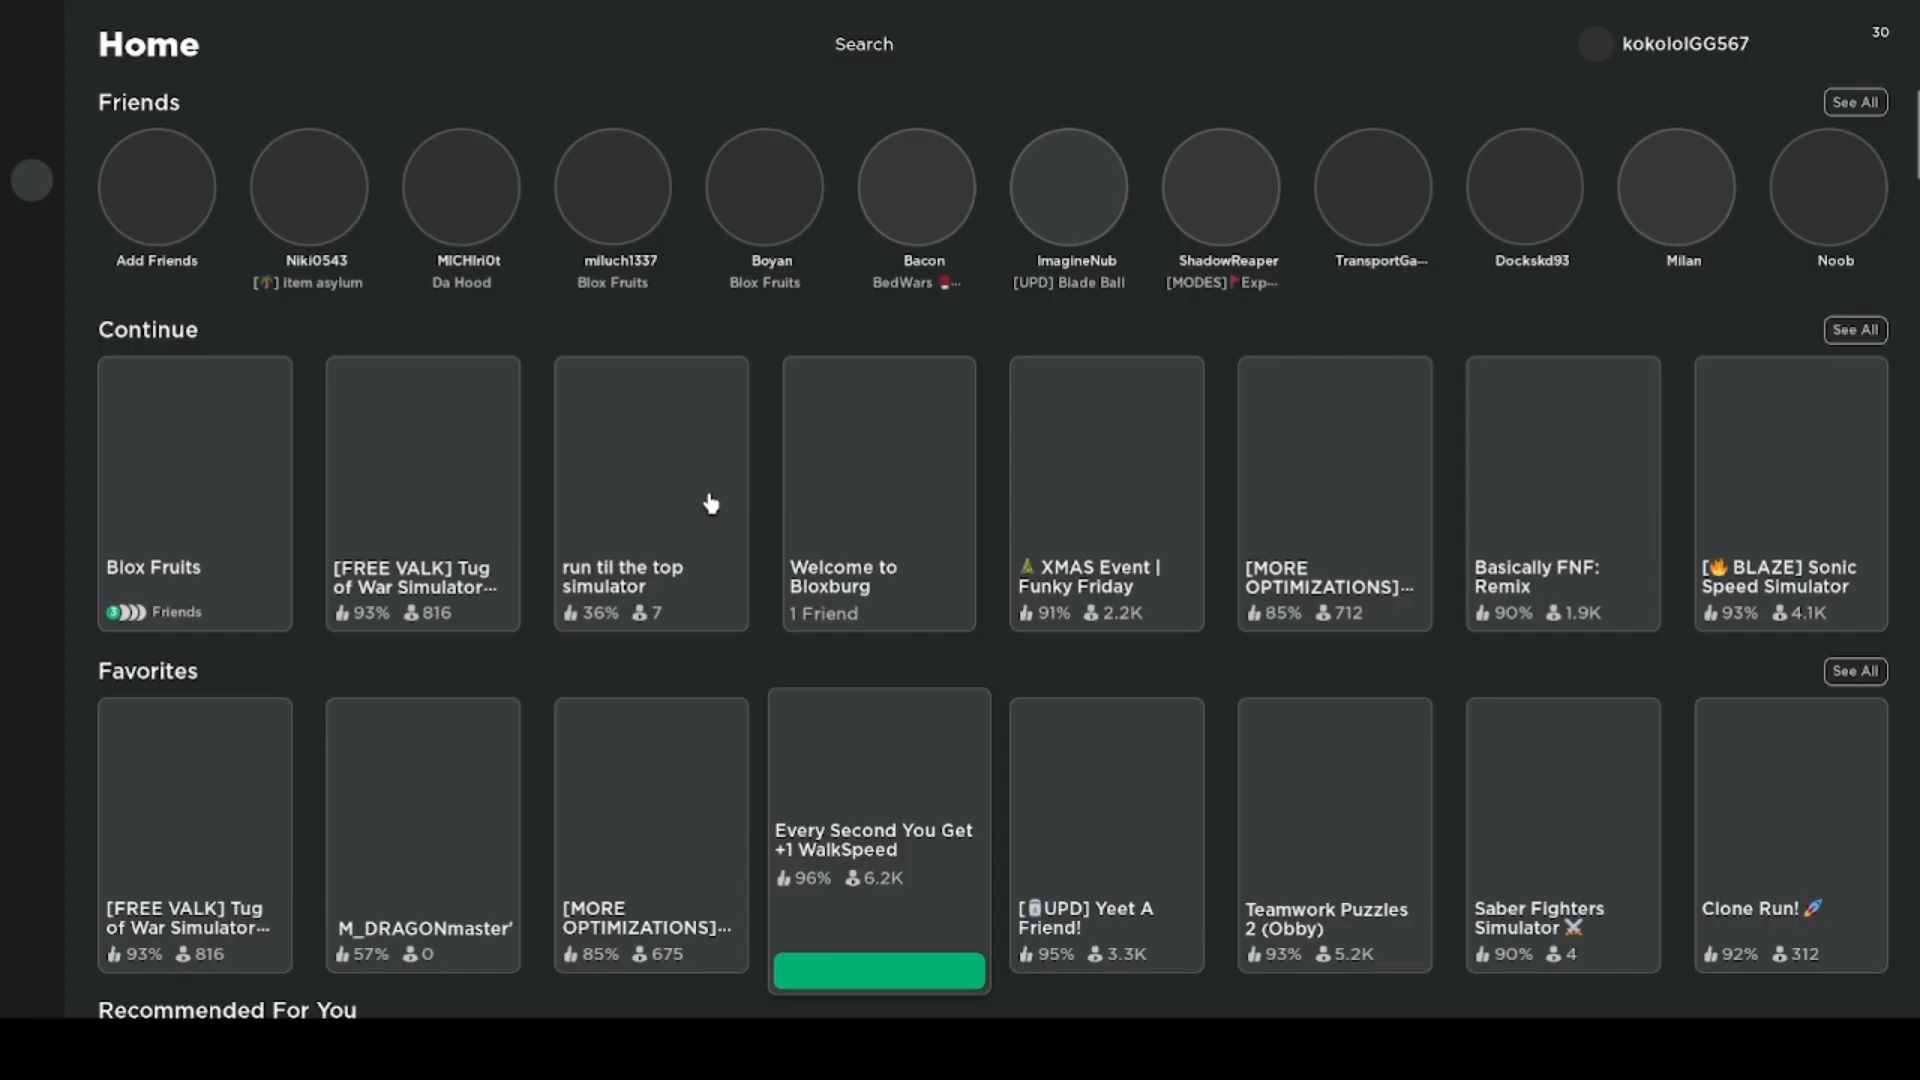 Home
Search
kokololGG567
30
Friends
See All
Add Friends
Niki0543
MICHIri0t
miluch1337
Boyan
Bacon
ImagineNub
ShadowReaper
TransportGa...
Dockskd93
Milan
Noob
[🌴] item asylum
Da Hood
Blox Fruits
Blox Fruits
BedWars ...
[UPD] Blade Ball
[MODES]🚩Exp...
Continue
See All
Blox Fruits
3 Friends
[FREE VALK] Tug
of War Simulator...
93% 816
run til the top
simulator
36% 7
Welcome to
Bloxburg
1 Friend
🎄 XMAS Event |
Funky Friday
91% 2.2K
[MORE
OPTIMIZATIONS]...
85% 712
Basically FNF:
Remix
90% 1.9K
[🔥 BLAZE] Sonic
Speed Simulator
93% 4.1K
Favorites
See All
[FREE VALK] Tug
of War Simulator...
93% 816
M_DRAGONmaster'
57% 0
[MORE
OPTIMIZATIONS]...
85% 675
Every Second You Get
+1 WalkSpeed
96% 6.2K
[UPD] Yeet A
Friend!
95% 3.3K
Teamwork Puzzles
2 (Obby)
93% 5.2K
Saber Fighters
Simulator ⚔️
90% 4
Clone Run! 🚀
92% 312
Recommended For You